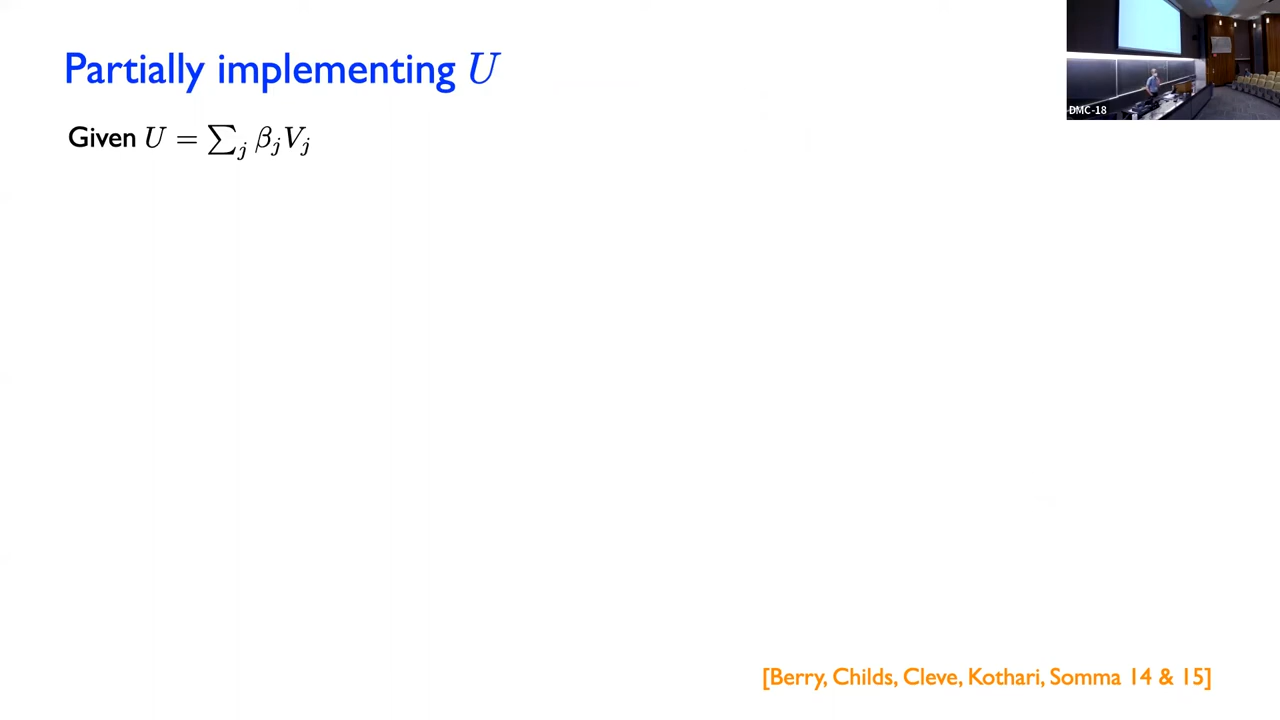 Partially implementing U
Given U = ∑_j β_j V_j
DMC-18
[Berry, Childs, Cleve, Kothari, Somma 14 & 15]